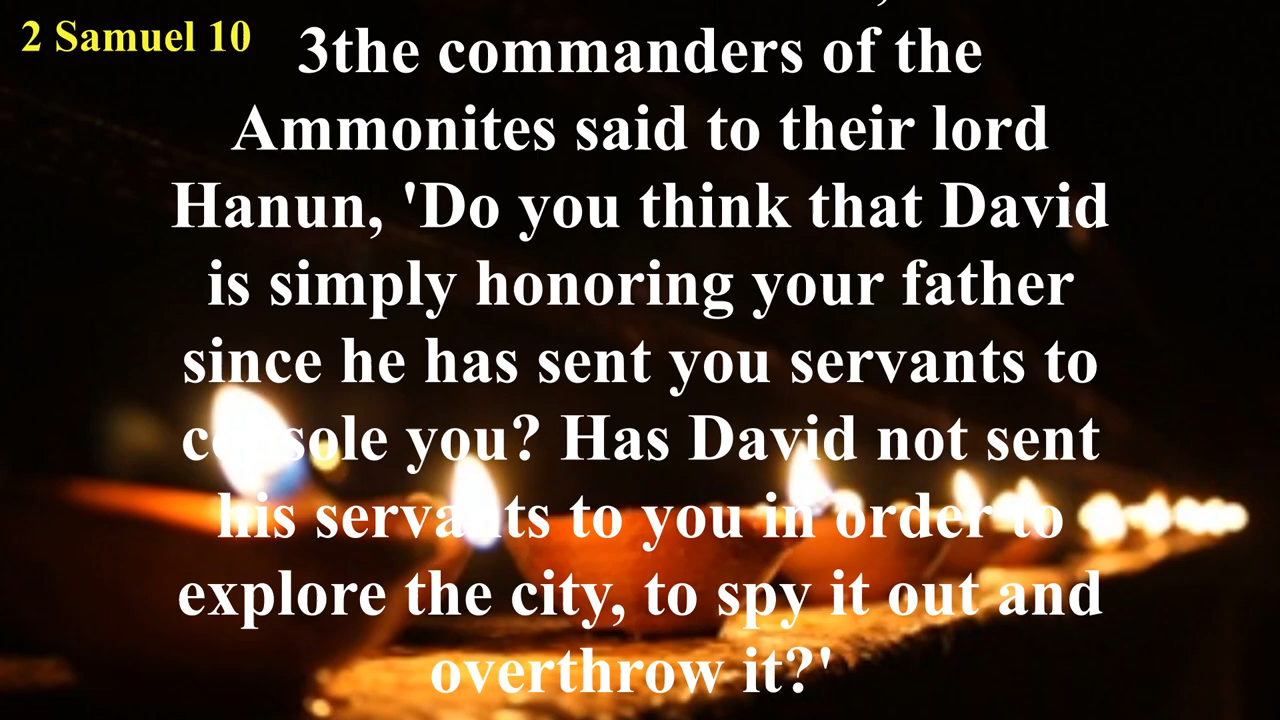 2 Samuel 10
3the commanders of the
Ammonites said to their lord
Hanun, 'Do you think that David
is simply honoring your father
since he has sent you servants to
console you? Has David not sent
his servants to you in order to
explore the city, to spy it out and
overthrow it?'